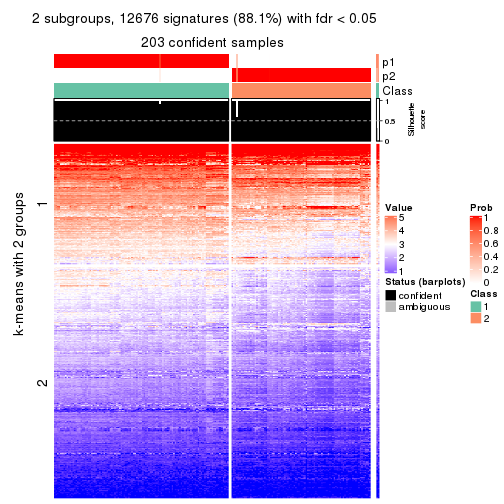 2 subgroups, 12676 signatures (88.1%) with fdr < 0.05
203 confident samples
p1
p2
Class
1
0.5
0
Silhouette
score
k-means with 2 groups
1
2
Value
5
4
3
2
1
Status (barplots)
confident
ambiguous
Prob
1
0.8
0.6
0.4
0.2
0
Class
1
2